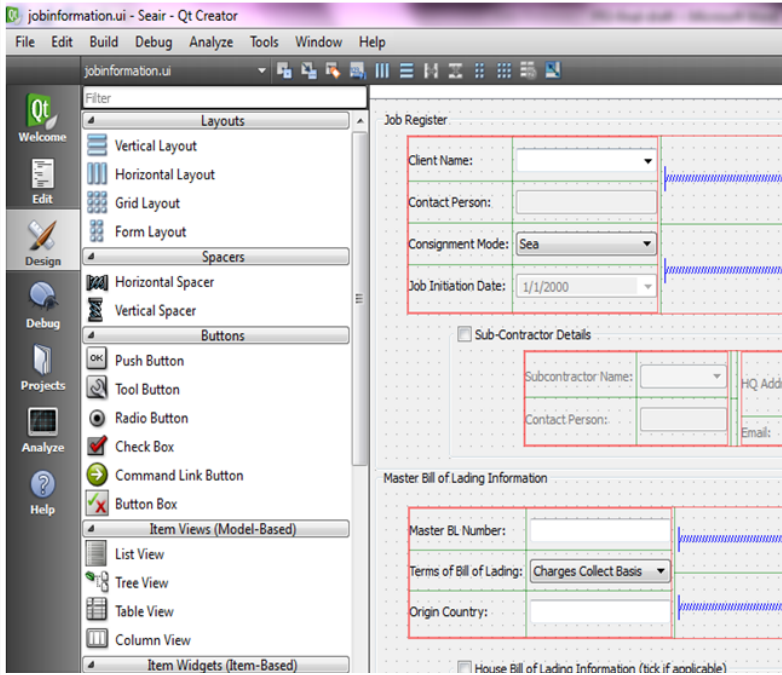 jobinformation.ui - Seair - Qt Creator
File Edit Build Debug Analyze Tools Window Help
jobinformation.ui
Qt
Welcome
Edit
Design
Debug
Projects
Analyze
Help
Filter
Layouts
Vertical Layout
Horizontal Layout
Grid Layout
Form Layout
Spacers
Horizontal Spacer
Vertical Spacer
Buttons
OK Push Button
Tool Button
Radio Button
Check Box
Command Link Button
Button Box
Item Views (Model-Based)
List View
Tree View
Table View
Column View
Item Widgets (Item-Based)
Job Register
Client Name:
Contact Person:
Consignment Mode: Sea
Job Initiation Date: 1/1/2000
Sub-Contractor Details
Subcontractor Name: HQ Addr
Contact Person: Email:
Master Bill of Lading Information
Master BL Number:
Terms of Bill of Lading: Charges Collect Basis
Origin Country:
House Bill of Lading Information (tick if applicable)